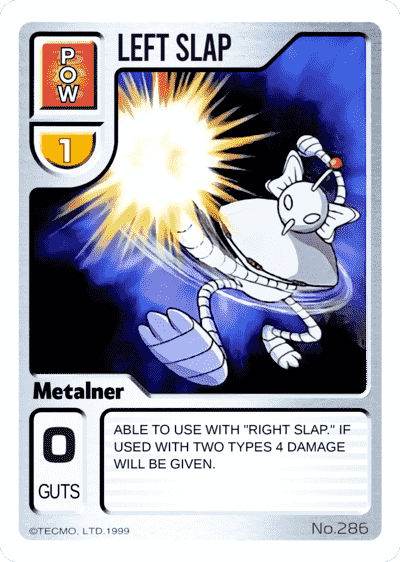 LEFT SLAP
POW
1
Metalner
0
GUTS
ABLE TO USE WITH "RIGHT SLAP." IF
USED WITH TWO TYPES 4 DAMAGE
WILL BE GIVEN.
©TECMO, LTD.1999
No.286